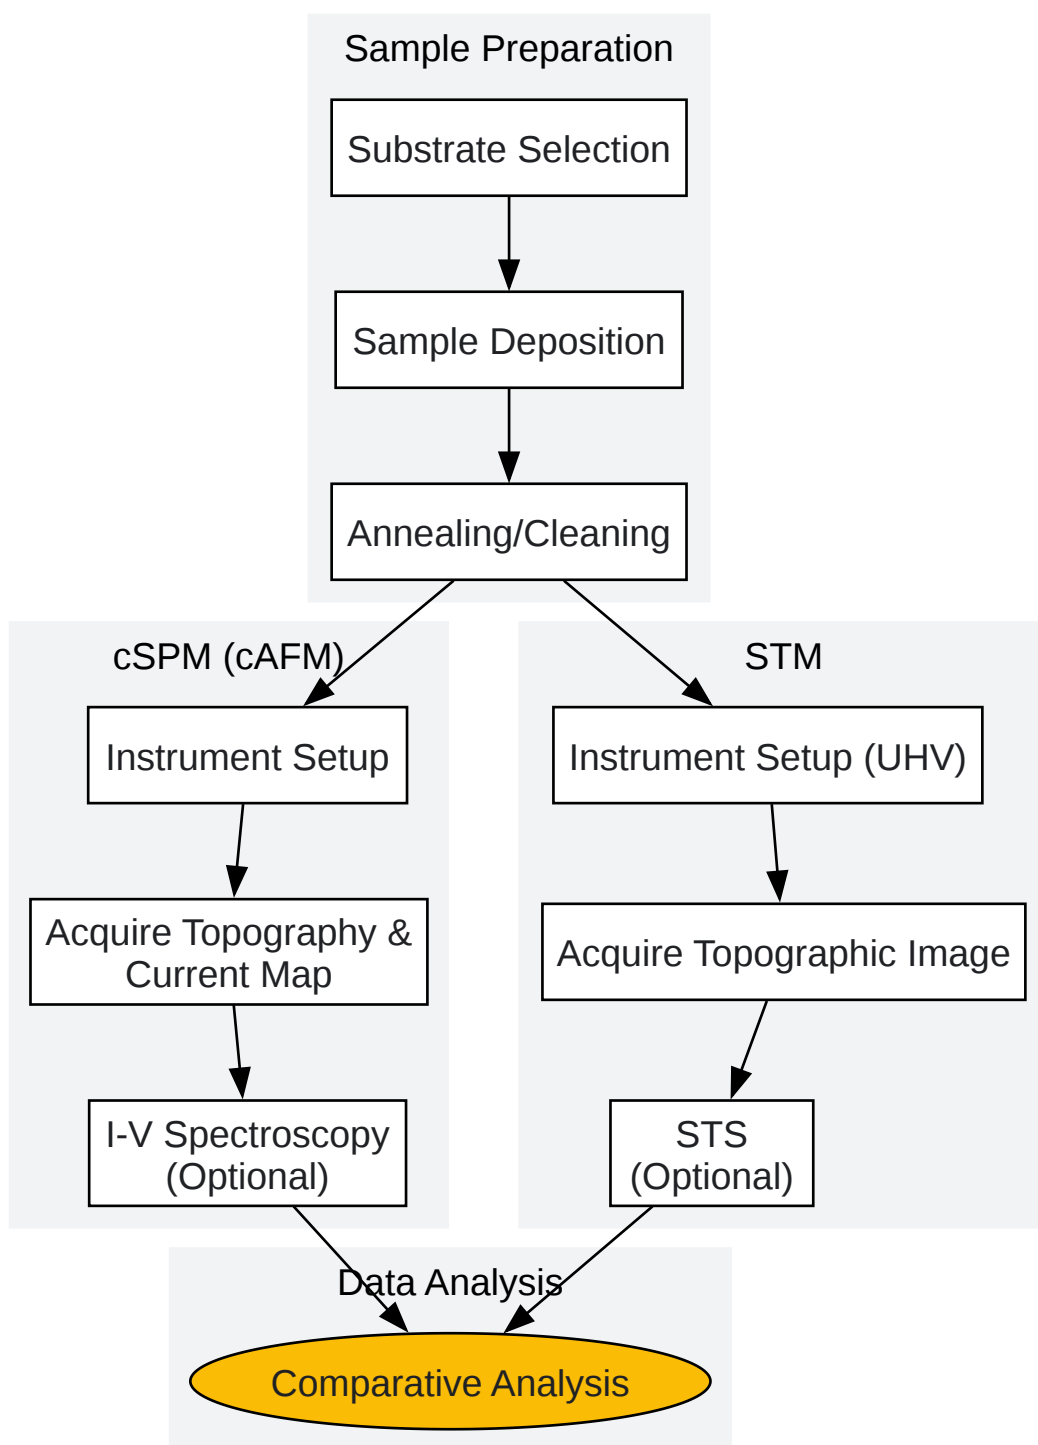 Sample Preparation
Substrate Selection
Sample Deposition
Annealing/Cleaning
cSPM (cAFM)
Instrument Setup
Acquire Topography &
Current Map
I-V Spectroscopy
(Optional)
STM
Instrument Setup (UHV)
Acquire Topographic Image
STS
(Optional)
Data Analysis
Comparative Analysis